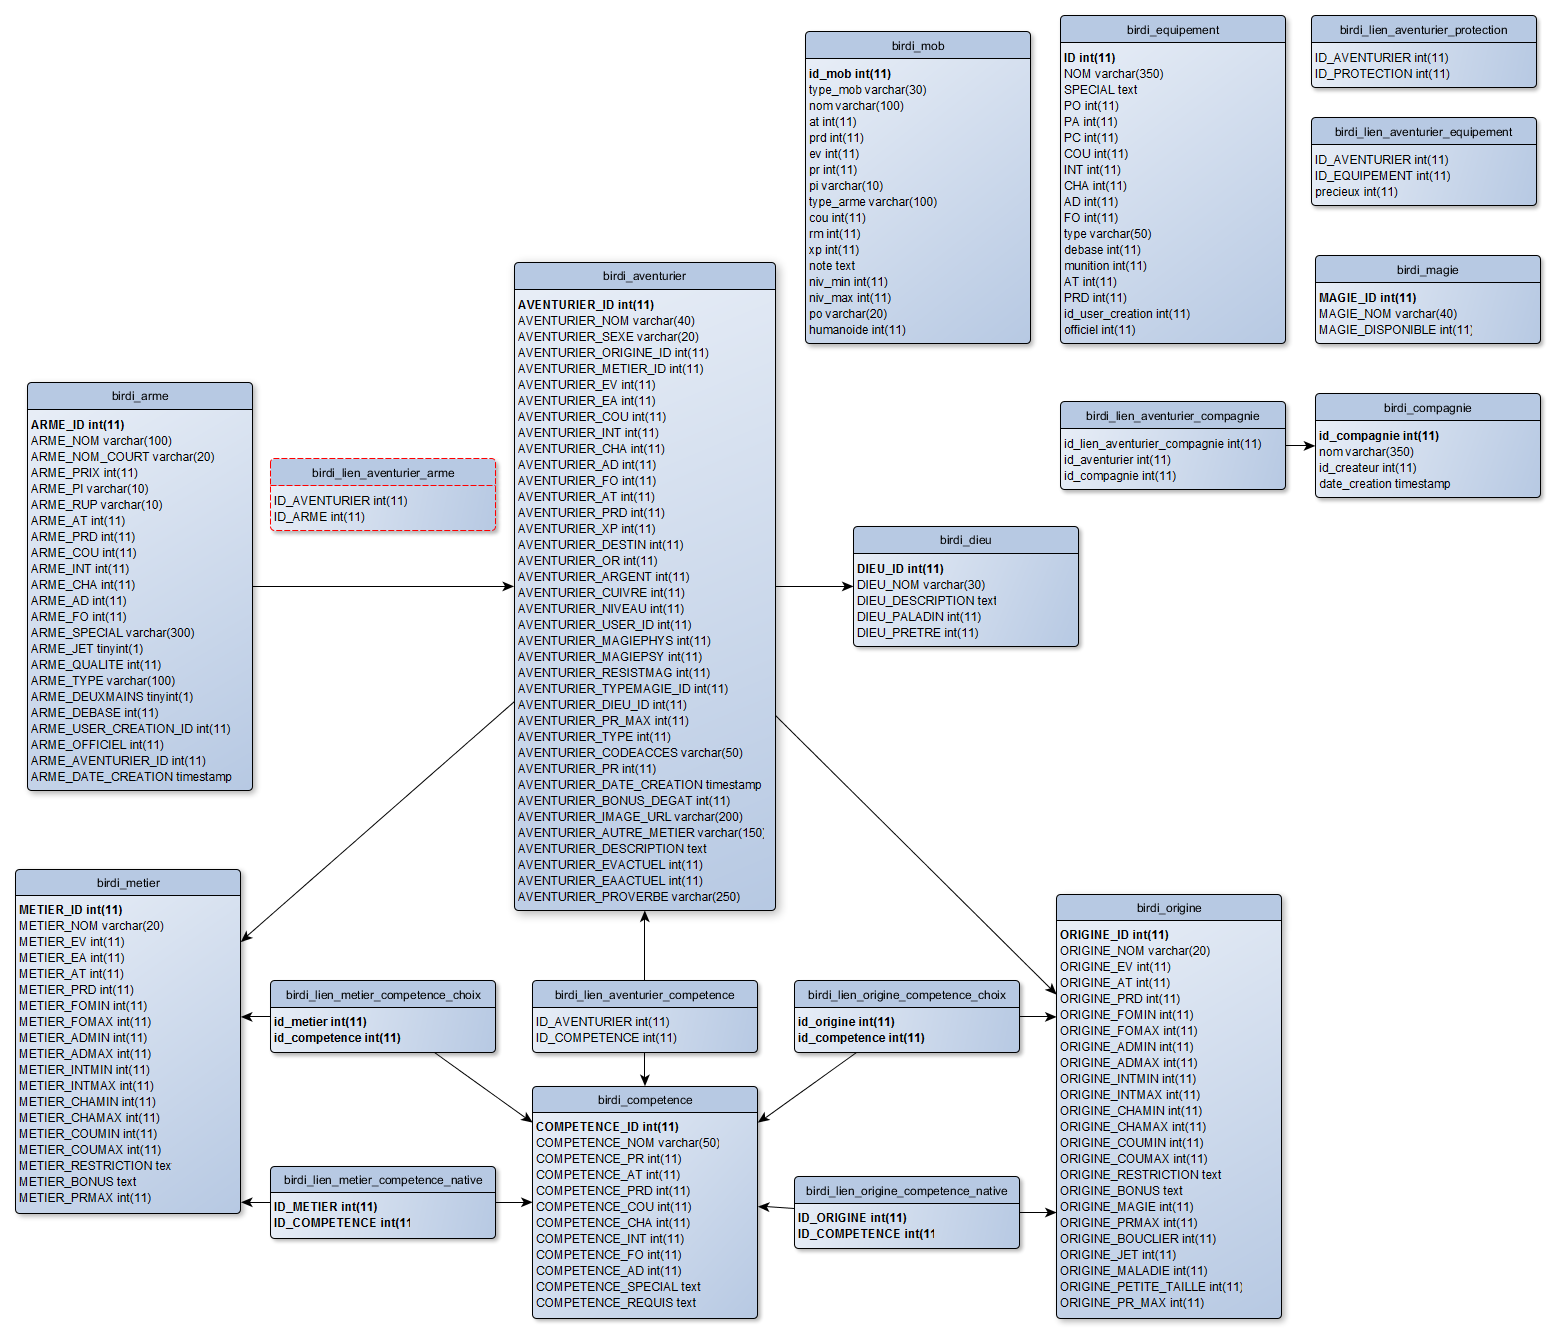 birdi_mob
id_mob int(11)
type_mob varchar(30)
nom varchar(100)
at int(11)
prd int(11)
ev int(11)
pr int(11)
pi varchar(10)
type_arme varchar(100)
cou int(11)
rm int(11)
xp int(11)
note text
niv_min int(11)
niv_max int(11)
po varchar(20)
humanoide int(11)
birdi_equipement
ID int(11)
NOM varchar(350)
SPECIAL text
PO int(11)
PA int(11)
PC int(11)
COU int(11)
INT int(11)
CHA int(11)
AD int(11)
FO int(11)
type varchar(50)
debase int(11)
munition int(11)
AT int(11)
PRD int(11)
id_user_creation int(11)
officiel int(11)
birdi_lien_aventurier_protection
ID_AVENTURIER int(11)
ID_PROTECTION int(11)
birdi_lien_aventurier_equipement
ID_AVENTURIER int(11)
ID_EQUIPEMENT int(11)
precieux int(11)
birdi_magie
MAGIE_ID int(11)
MAGIE_NOM varchar(40)
MAGIE_DISPONIBLE int(11)
birdi_aventurier
AVENTURIER_ID int(11)
AVENTURIER_NOM varchar(40)
AVENTURIER_SEXE varchar(20)
AVENTURIER_ORIGINE_ID int(11)
AVENTURIER_METIER_ID int(11)
AVENTURIER_EV int(11)
AVENTURIER_EA int(11)
AVENTURIER_COU int(11)
AVENTURIER_INT int(11)
AVENTURIER_CHA int(11)
AVENTURIER_AD int(11)
AVENTURIER_FO int(11)
AVENTURIER_AT int(11)
AVENTURIER_PRD int(11)
AVENTURIER_XP int(11)
AVENTURIER_DESTIN int(11)
AVENTURIER_OR int(11)
AVENTURIER_ARGENT int(11)
AVENTURIER_CUIVRE int(11)
AVENTURIER_NIVEAU int(11)
AVENTURIER_USER_ID int(11)
AVENTURIER_MAGIEPHYS int(11)
AVENTURIER_MAGIEPSY int(11)
AVENTURIER_RESISTMAG int(11)
AVENTURIER_TYPEMAGIE_ID int(11)
AVENTURIER_DIEU_ID int(11)
AVENTURIER_PR_MAX int(11)
AVENTURIER_TYPE int(11)
AVENTURIER_CODEACCES varchar(50)
AVENTURIER_PR int(11)
AVENTURIER_DATE_CREATION timestamp
AVENTURIER_BONUS_DEGAT int(11)
AVENTURIER_IMAGE_URL varchar(200)
AVENTURIER_AUTRE_METIER varchar(150)
AVENTURIER_DESCRIPTION text
AVENTURIER_EVACTUEL int(11)
AVENTURIER_EAACTUEL int(11)
AVENTURIER_PROVERBE varchar(250)
birdi_arme
ARME_ID int(11)
ARME_NOM varchar(100)
ARME_NOM_COURT varchar(20)
ARME_PRIX int(11)
ARME_PI varchar(10)
ARME_RUP varchar(10)
ARME_AT int(11)
ARME_PRD int(11)
ARME_COU int(11)
ARME_INT int(11)
ARME_CHA int(11)
ARME_AD int(11)
ARME_FO int(11)
ARME_SPECIAL varchar(300)
ARME_JET tinyint(1)
ARME_QUALITE int(11)
ARME_TYPE varchar(100)
ARME_DEUXMAINS tinyint(1)
ARME_DEBASE int(11)
ARME_USER_CREATION_ID int(11)
ARME_OFFICIEL int(11)
ARME_AVENTURIER_ID int(11)
ARME_DATE_CREATION timestamp
birdi_lien_aventurier_arme
ID_AVENTURIER int(11)
ID_ARME int(11)
birdi_lien_aventurier_compagnie
id_lien_aventurier_compagnie int(11)
id_aventurier int(11)
id_compagnie int(11)
birdi_compagnie
id_compagnie int(11)
nom varchar(350)
id_createur int(11)
date_creation timestamp
birdi_dieu
DIEU_ID int(11)
DIEU_NOM varchar(30)
DIEU_DESCRIPTION text
DIEU_PALADIN int(11)
DIEU_PRETRE int(11)
birdi_metier
METIER_ID int(11)
METIER_NOM varchar(20)
METIER_EV int(11)
METIER_EA int(11)
METIER_AT int(11)
METIER_PRD int(11)
METIER_FOMIN int(11)
METIER_FOMAX int(11)
METIER_ADMIN int(11)
METIER_ADMAX int(11)
METIER_INTMIN int(11)
METIER_INTMAX int(11)
METIER_CHAMIN int(11)
METIER_CHAMAX int(11)
METIER_COUMIN int(11)
METIER_COUMAX int(11)
METIER_RESTRICTION tex
METIER_BONUS text
METIER_PRMAX int(11)
birdi_lien_metier_competence_choix
id_metier int(11)
id_competence int(11)
birdi_lien_aventurier_competence
ID_AVENTURIER int(11)
ID_COMPETENCE int(11)
birdi_lien_origine_competence_choix
id_origine int(11)
id_competence int(11)
birdi_origine
ORIGINE_ID int(11)
ORIGINE_NOM varchar(20)
ORIGINE_EV int(11)
ORIGINE_AT int(11)
ORIGINE_PRD int(11)
ORIGINE_FOMIN int(11)
ORIGINE_FOMAX int(11)
ORIGINE_ADMIN int(11)
ORIGINE_ADMAX int(11)
ORIGINE_INTMIN int(11)
ORIGINE_INTMAX int(11)
ORIGINE_CHAMIN int(11)
ORIGINE_CHAMAX int(11)
ORIGINE_COUMIN int(11)
ORIGINE_COUMAX int(11)
ORIGINE_RESTRICTION text
ORIGINE_BONUS text
ORIGINE_MAGIE int(11)
ORIGINE_PRMAX int(11)
ORIGINE_BOUCLIER int(11)
ORIGINE_JET int(11)
ORIGINE_MALADIE int(11)
ORIGINE_PETITE_TAILLE int(11)
ORIGINE_PR_MAX int(11)
birdi_competence
COMPETENCE_ID int(11)
COMPETENCE_NOM varchar(50)
COMPETENCE_PR int(11)
COMPETENCE_AT int(11)
COMPETENCE_PRD int(11)
COMPETENCE_COU int(11)
COMPETENCE_CHA int(11)
COMPETENCE_INT int(11)
COMPETENCE_FO int(11)
COMPETENCE_AD int(11)
COMPETENCE_SPECIAL text
COMPETENCE_REQUIS text
birdi_lien_metier_competence_native
ID_METIER int(11)
ID_COMPETENCE int(11
birdi_lien_origine_competence_native
ID_ORIGINE int(11)
ID_COMPETENCE int(11